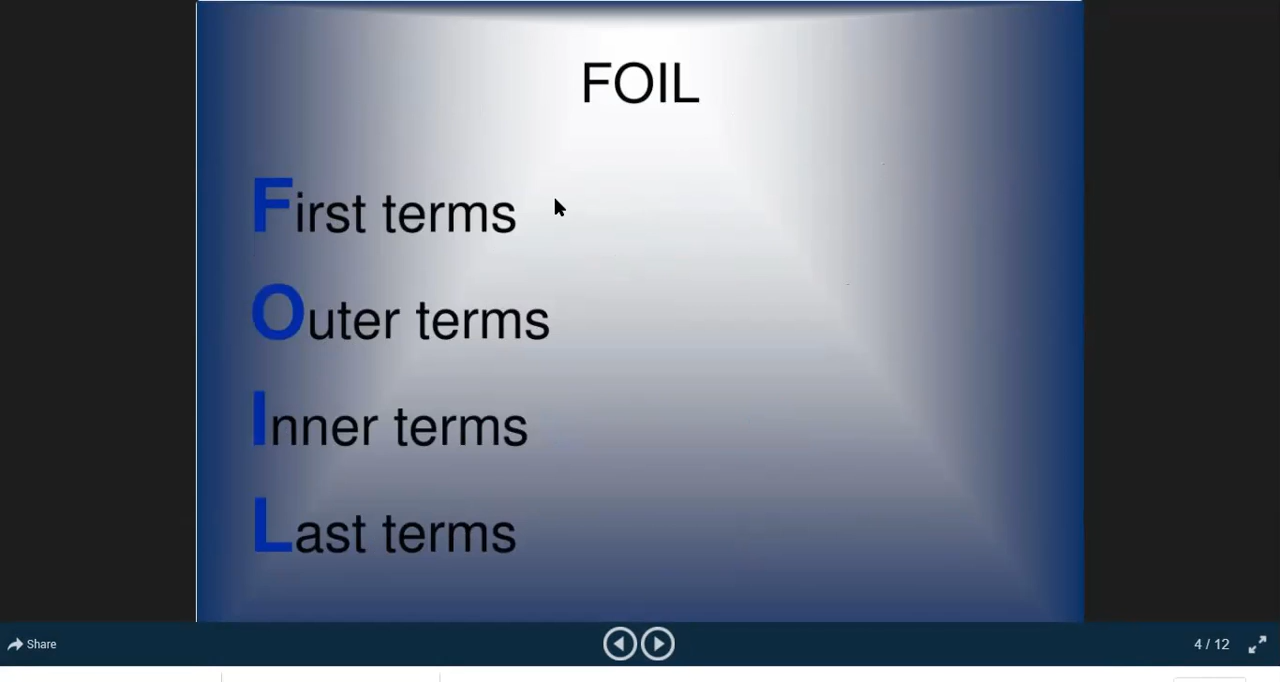 FOIL
First terms
Outer terms
Inner terms
Last terms
Share
4 / 12